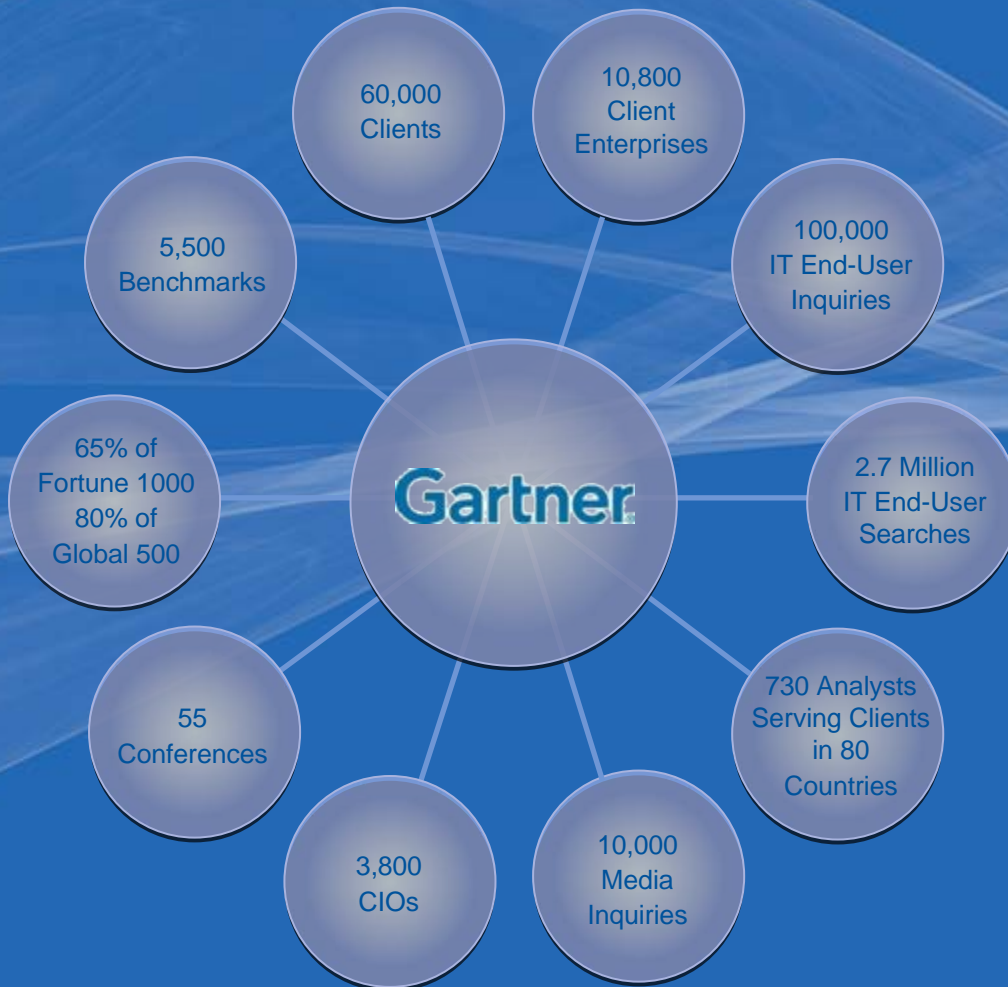 60,000
Clients
10,800
Client
Enterprises
5,500
Benchmarks
100,000
IT End-User
Inquiries
65% of
Fortune 1000
80% of
Global 500
Gartner
2.7 Million
IT End-User
Searches
55
Conferences
730 Analysts
Serving Clients
in 80
Countries
3,800
CIOs
10,000
Media
Inquiries